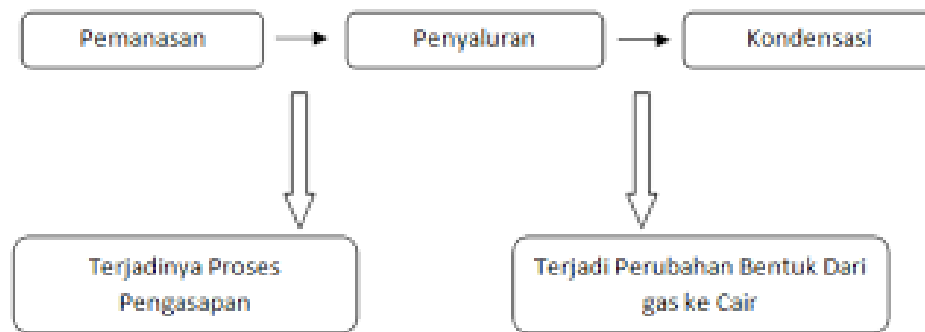 Pemanasan
Penyaluran
Kondensasi
Terjadinya Proses
Pengasapan
Terjadi Perubahan Bentuk Dari
gas ke Cair